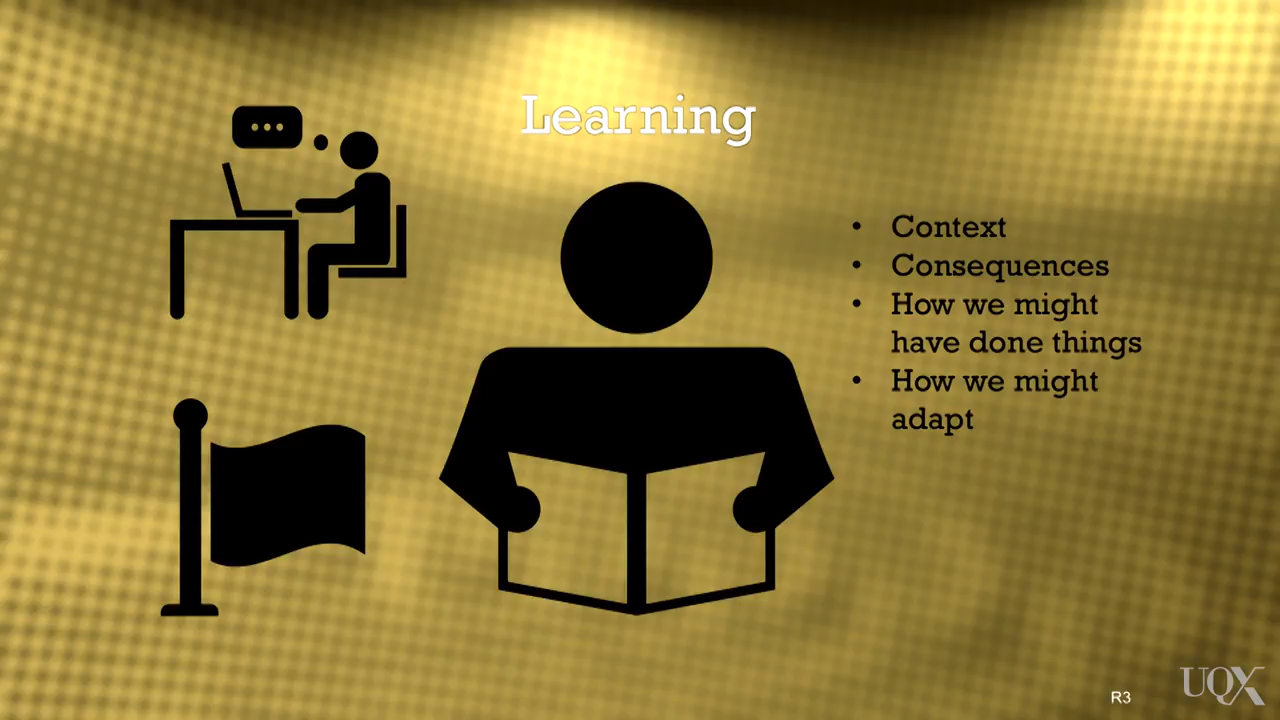 Learning
• Context
• Consequences
• How we might
have done things
• How we might
adapt
R3
UQX